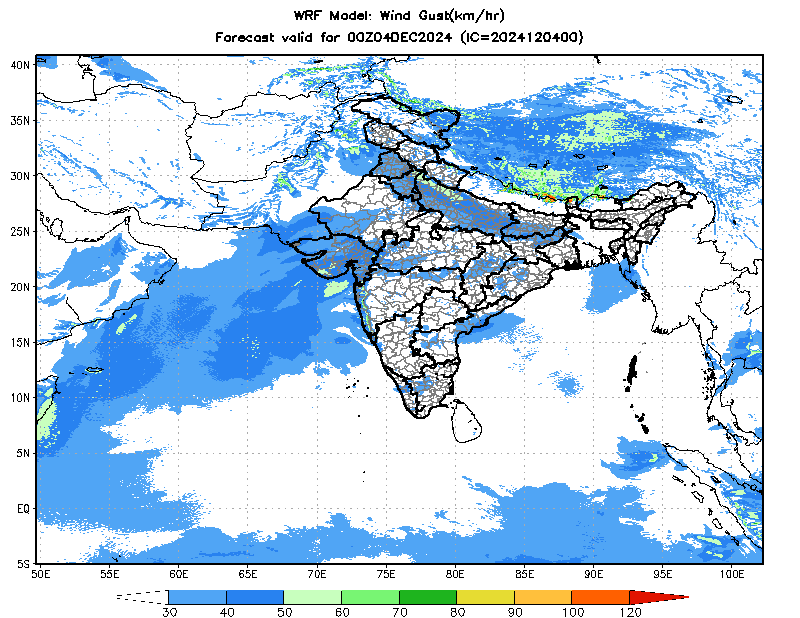 WRF Model: Wind Gust(km/hr)
Forecast valid for 00Z04DEC2024 (IC=2024120400)
40N
35N
30N
25N
20N
15N
10N
5N
EQ
5S
50E 55E 60E 65E 70E 75E 80E 85E 90E 95E 100E
30 40 50 60 70 80 90 100 120